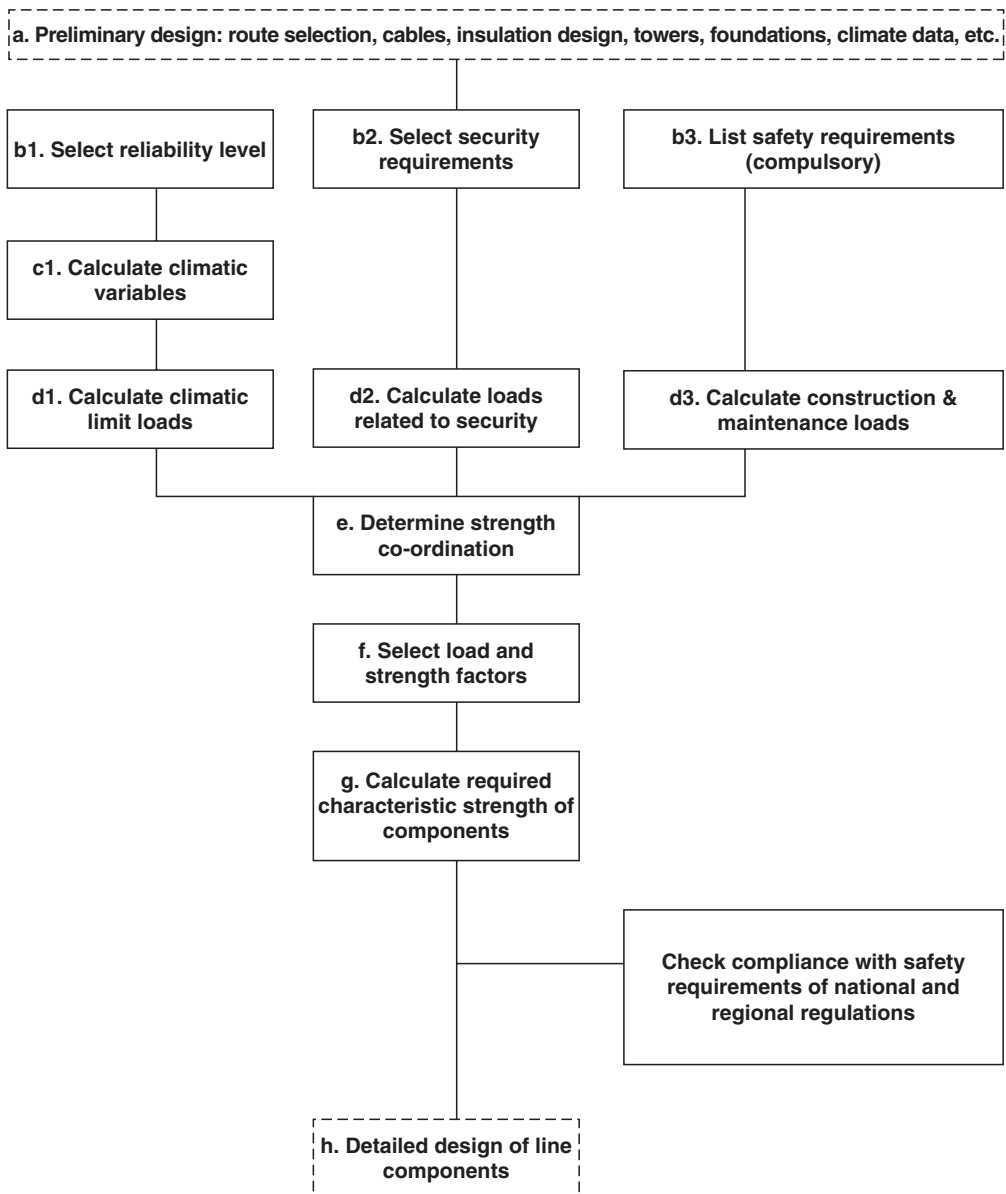 a. Preliminary design: route selection, cables, insulation design, towers, foundations, climate data, etc.
b1. Select reliability level
b2. Select security
requirements
b3. List safety requirements
(compulsory)
c1. Calculate climatic
variables
d1. Calculate climatic
limit loads
d2. Calculate loads
related to security
d3. Calculate construction &
maintenance loads
e. Determine strength
co-ordination
f. Select load and
strength factors
g. Calculate required
characteristic strength of
components
Check compliance with safety
requirements of national and
regional regulations
h. Detailed design of line
components